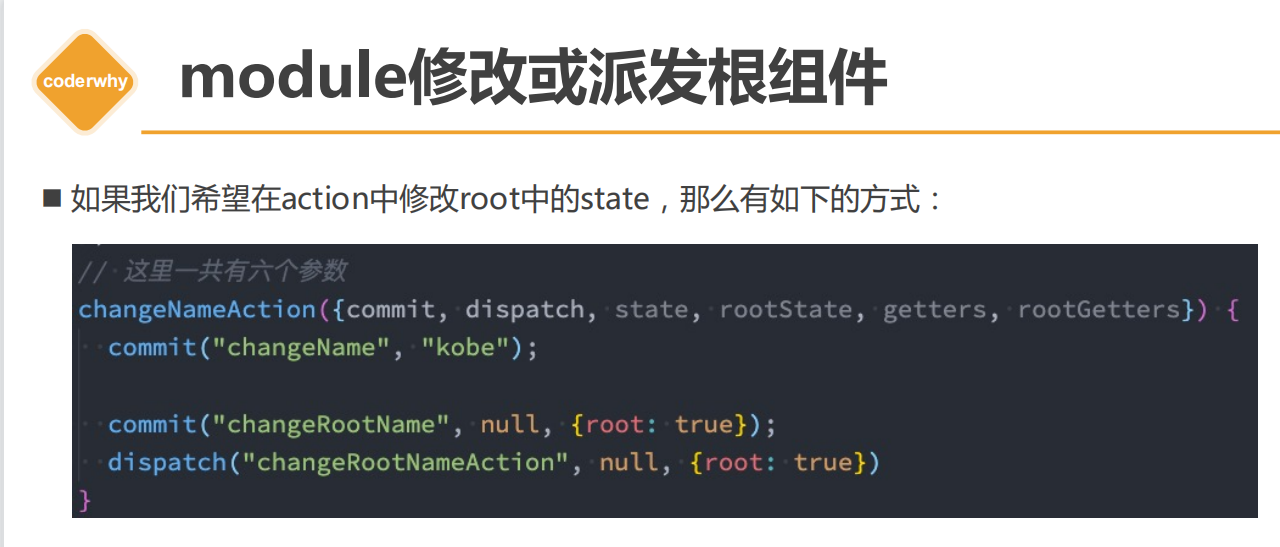 coderwhy
module修改或派发根组件
■ 如果我们希望在action中修改root中的state，那么有如下的方式：
// 这里一共有六个参数
changeNameAction({commit, dispatch, state, rootState, getters, rootGetters}) {
  commit("changeName", "kobe");
  commit("changeRootName", null, {root: true});
  dispatch("changeRootNameAction", null, {root: true})
}